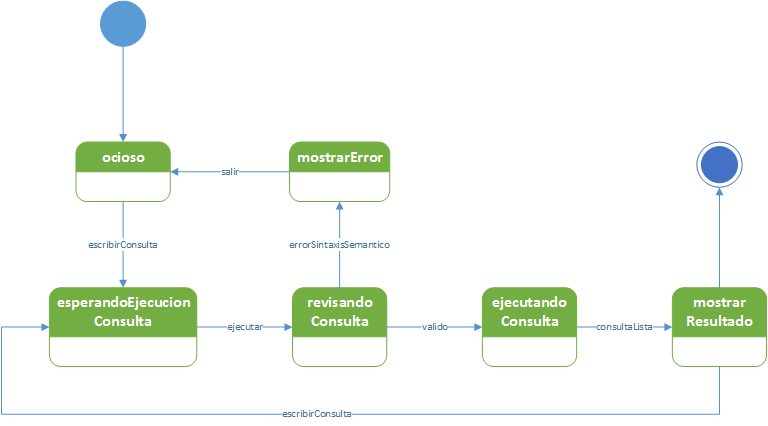 ocioso
mostrarError
salir
escribirConsulta
errorSintaxisSemantico
esperandoEjecucion
Consulta
ejecutar
revisando
Consulta
valido
ejecutando
Consulta
consultaLista
mostrar
Resultado
escribirConsulta